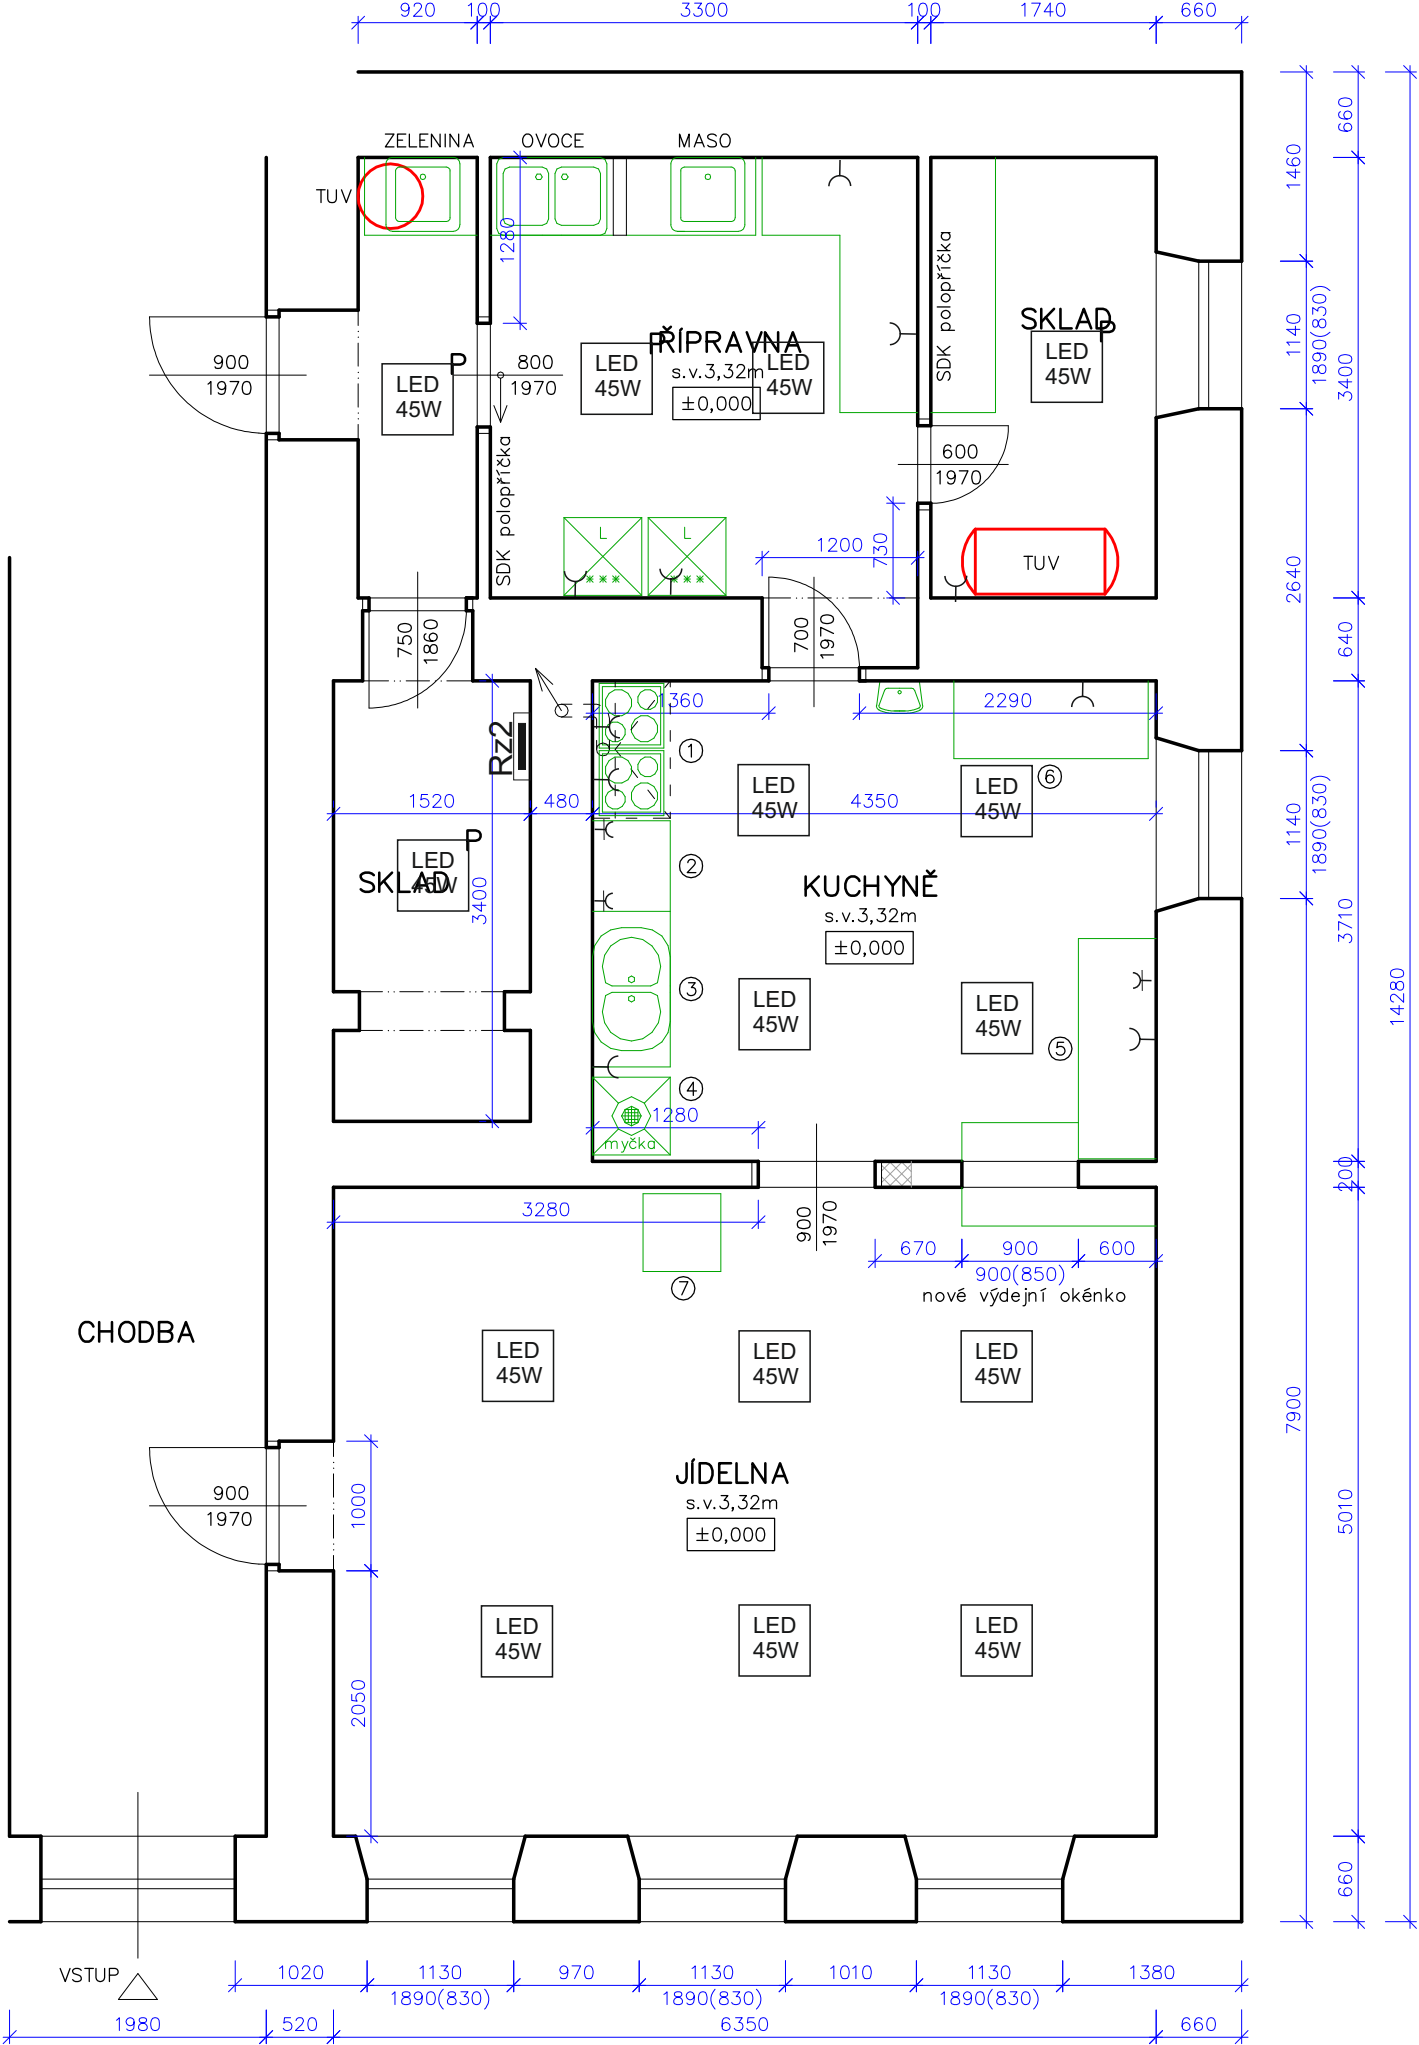 920
100
3300
100
1740
660
ZELENINA
OVOCE
MASO
TUV
1280
SDK polopříčka
660
1460
SKLAD
P
LED
45W
PŘÍPRAVNA
s.v.3,32m
±0,000
LED
45W
LED
45W
P
LED
45W
900
1970
800
1970
1140
1890(830)
3400
SDK polopříčka
600
1970
L
L
1200
730
TUV
2640
640
750
1860
700
1970
1360
2290
Rz2
1
6
LED
45W
LED
45W
1520
480
4350
1140
1890(830)
P
LED
45W
SKLAD
3400
2
KUCHYNĚ
s.v.3,32m
±0,000
3710
14280
3
LED
45W
LED
45W
5
4
1280
myčka
200
3280
900
1970
670
900
600
900(850)
nové výdejní okénko
7
CHODBA
LED
45W
LED
45W
LED
45W
7900
JÍDELNA
s.v.3,32m
±0,000
900
1970
1000
5010
LED
45W
LED
45W
LED
45W
2050
660
VSTUP
1020
1130
970
1130
1010
1130
1380
1890(830)
1890(830)
1890(830)
1980
520
6350
660